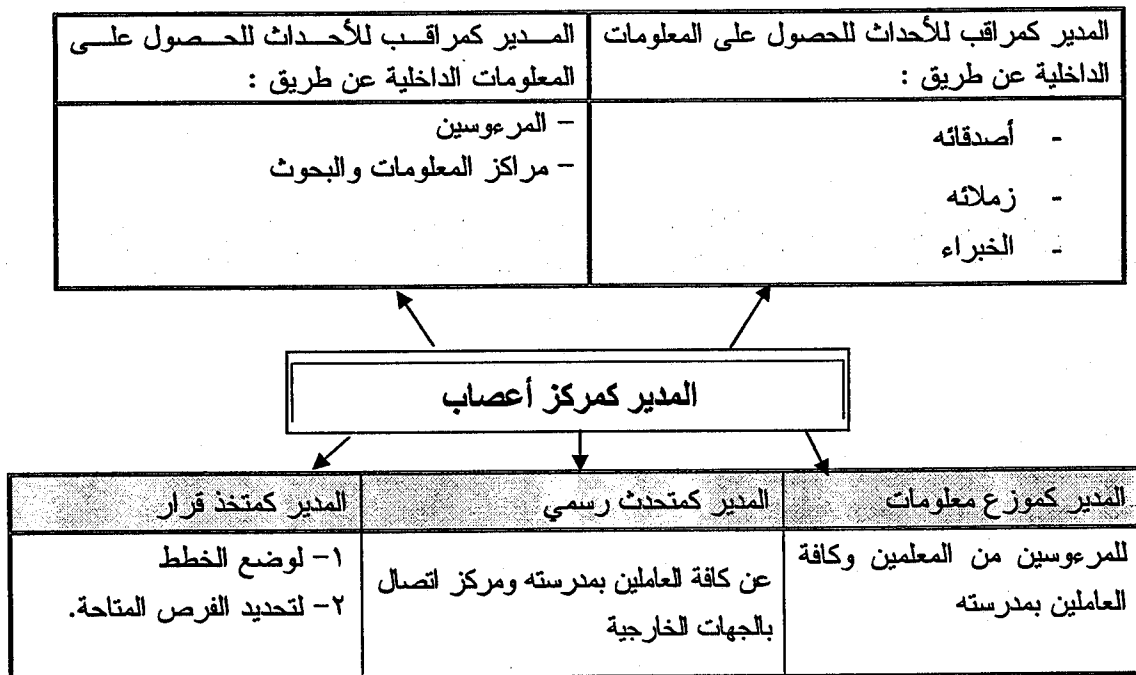 المدير كمراقب للأحداث للحصول على المعلومات
الداخلية عن طريق :
- أصدقائه
- زملائه
- الخبراء
المدير كمراقب للأحداث للحصول على
المعلومات الداخلية عن طريق :
- المرءوسين
- مراكز المعلومات والبحوث
المدير كمركز أعصاب
المدير كموزع معلومات
للمرءوسين من المعلمين وكافة
العاملين بمدرسته
المدير كمتحدث رسمي
عن كافة العاملين بمدرسته ومركز اتصال
بالجهات الخارجية
المدير كمتخذ قرار
١- لوضع الخطط
٢- لتحديد الفرص المتاحة.